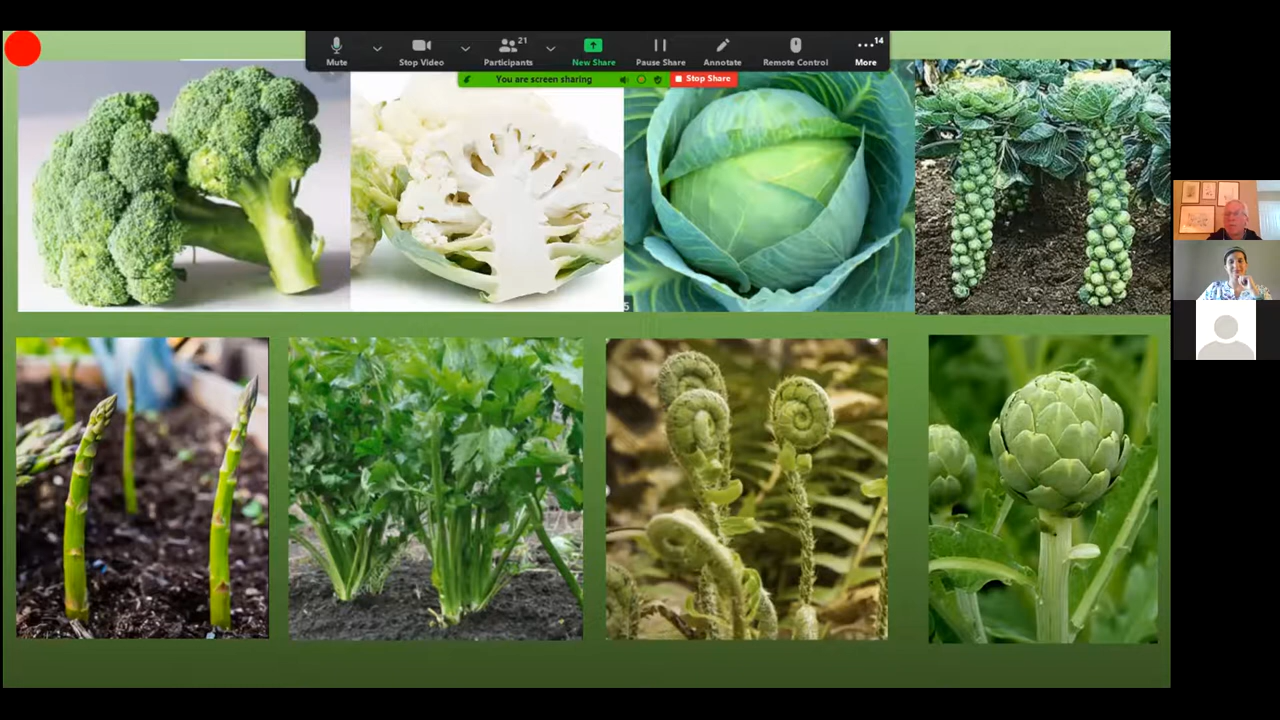 21
14
Mute
Stop Video
Participants
New Share
Pause Share
Annotate
Remote Control
More
You are screen sharing
Stop Share
5